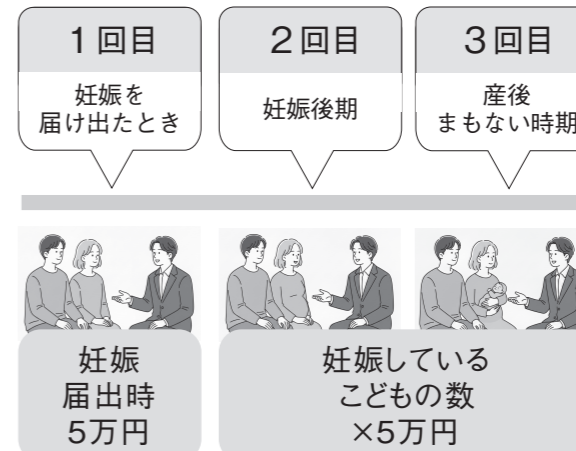 1回目
妊娠を
届け出たとき
2回目
妊娠後期
3回目
産後
まもない時期
妊娠
届出時
5万円
妊娠している
こどもの数
×5万円